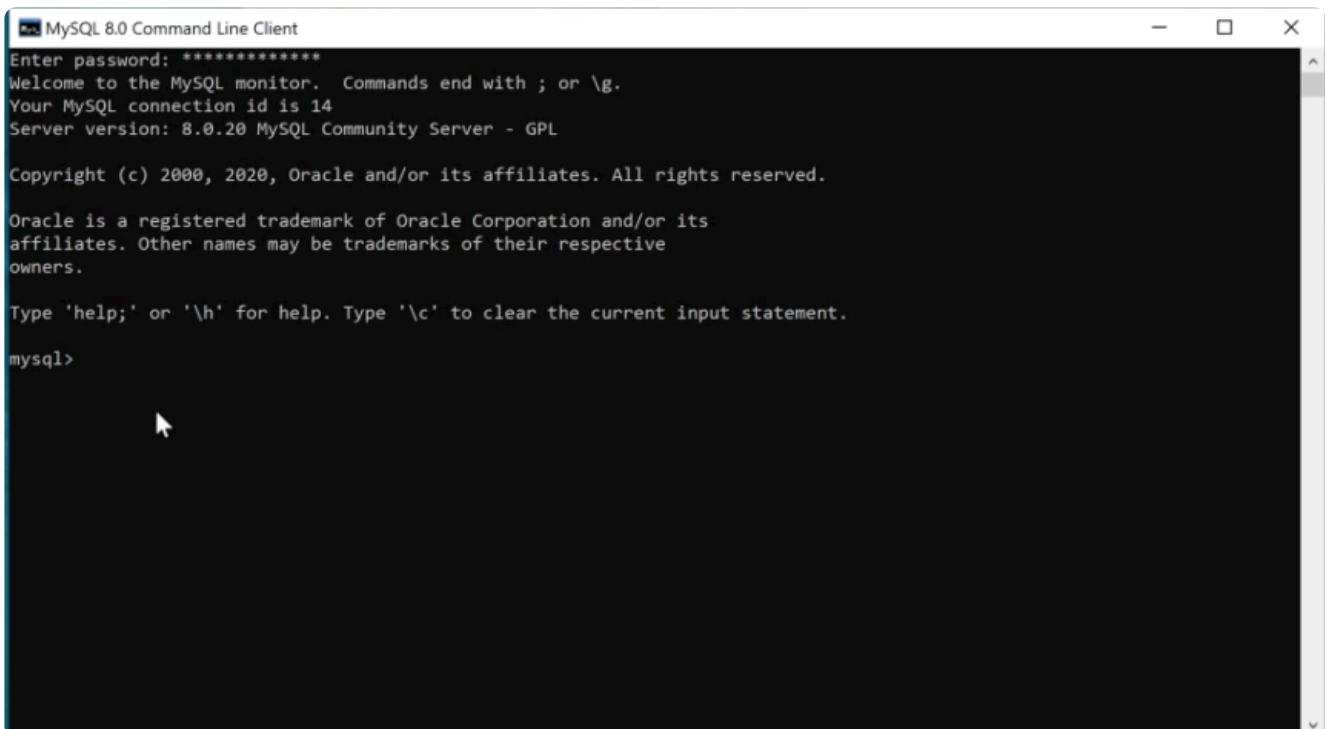 MySQL 8.0 Command Line Client
Enter password: *************
Welcome to the MySQL monitor.  Commands end with ; or \g.
Your MySQL connection id is 14
Server version: 8.0.20 MySQL Community Server - GPL
Copyright (c) 2000, 2020, Oracle and/or its affiliates. All rights reserved.
Oracle is a registered trademark of Oracle Corporation and/or its
affiliates. Other names may be trademarks of their respective
owners.
Type 'help;' or '\h' for help. Type '\c' to clear the current input statement.
mysql>